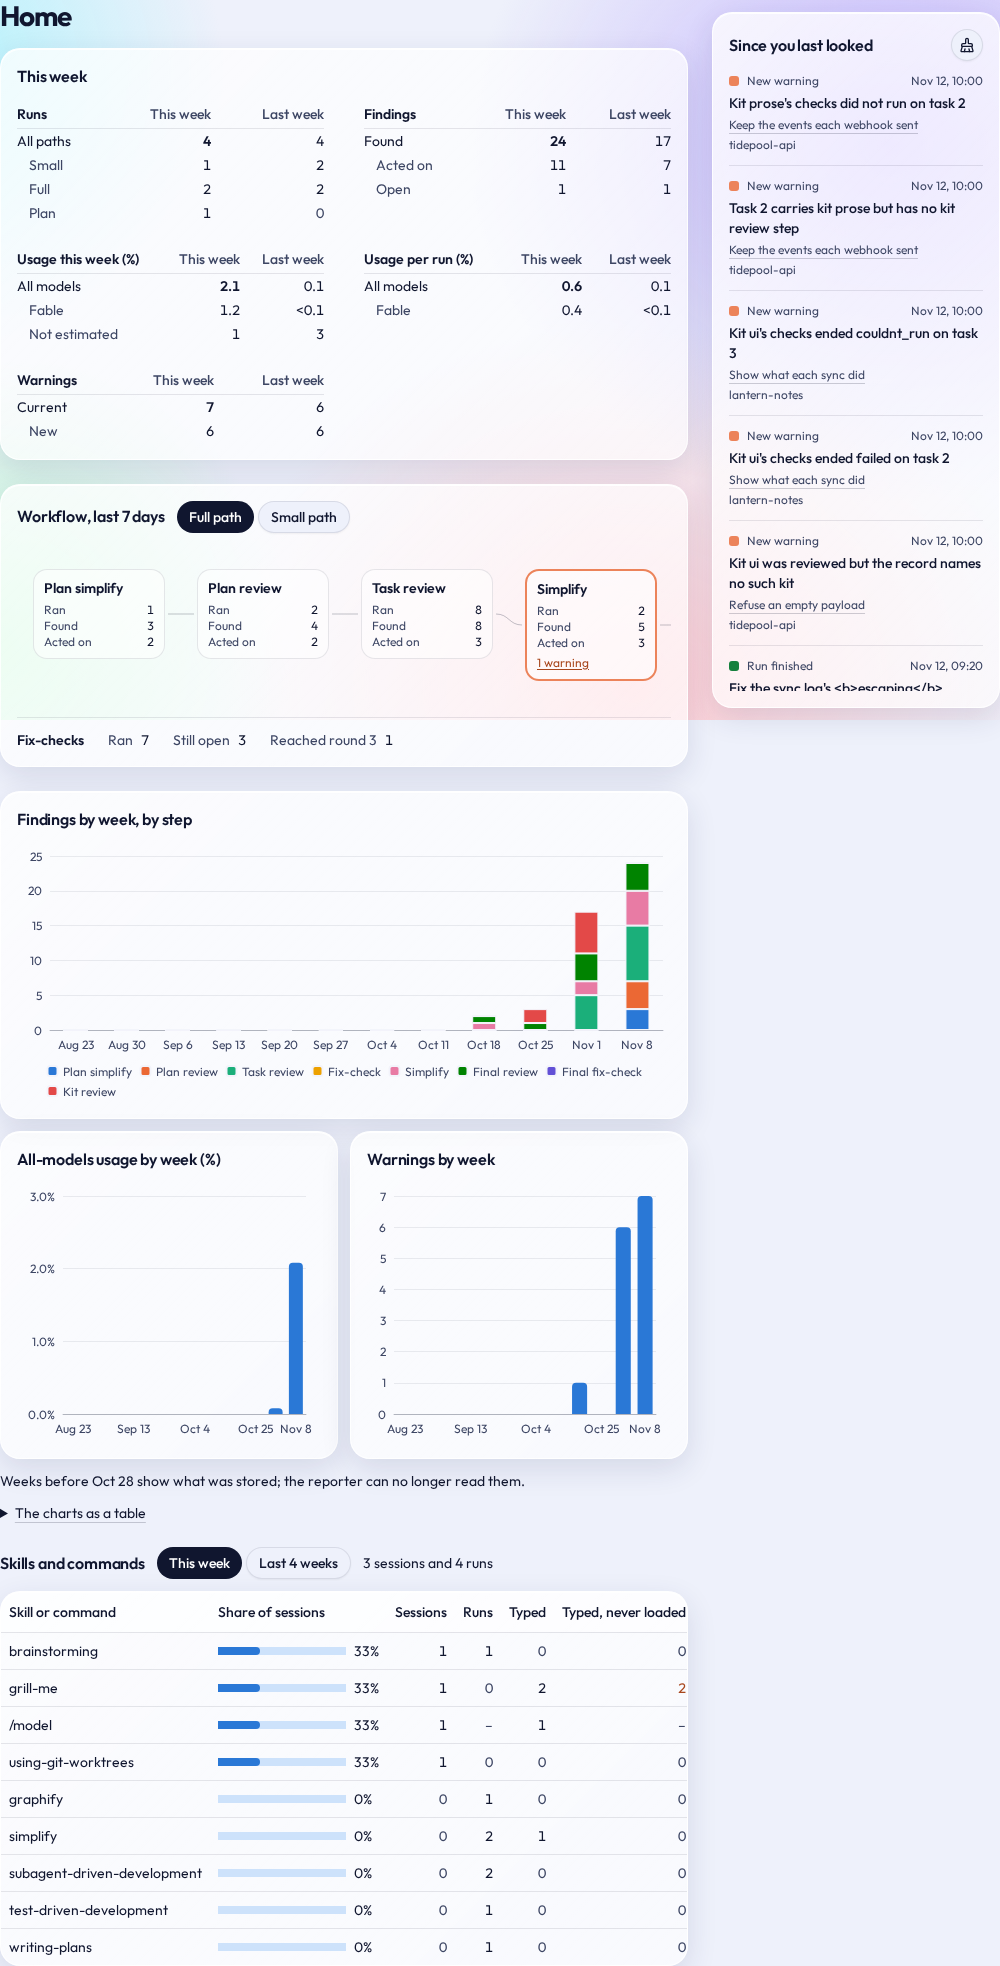 Home
This week
Runs This week Last week
All paths 4 4
Small 1 2
Full 2 2
Plan 1 0
Findings This week Last week
Found 24 17
Acted on 11 7
Open 1 1
Usage this week (%) This week Last week
All models 2.1 0.1
Fable 1.2 <0.1
Not estimated 1 3
Usage per run (%) This week Last week
All models 0.6 0.1
Fable 0.4 <0.1
Warnings This week Last week
Current 7 6
New 6 6
Workflow, last 7 days Full path Small path
Plan simplify
Ran 1
Found 3
Acted on 2
Plan review
Ran 2
Found 4
Acted on 2
Task review
Ran 8
Found 8
Acted on 3
Simplify
Ran 2
Found 5
Acted on 3
1 warning
Fix-checks Ran 7 Still open 3 Reached round 3 1
Findings by week, by step
25
20
15
10
5
0
Aug 23 Aug 30 Sep 6 Sep 13 Sep 20 Sep 27 Oct 4 Oct 11 Oct 18 Oct 25 Nov 1 Nov 8
Plan simplify Plan review Task review Fix-check Simplify Final review Final fix-check
Kit review
All-models usage by week (%)
3.0%
2.0%
1.0%
0.0%
Aug 23 Sep 13 Oct 4 Oct 25 Nov 8
Warnings by week
7
6
5
4
3
2
1
0
Aug 23 Sep 13 Oct 4 Oct 25 Nov 8
Weeks before Oct 28 show what was stored; the reporter can no longer read them.
The charts as a table
Skills and commands This week Last 4 weeks 3 sessions and 4 runs
Skill or command Share of sessions Sessions Runs Typed Typed, never loaded
brainstorming 33% 1 1 0 0
grill-me 33% 1 0 2 2
/model 33% 1 – 1 –
using-git-worktrees 33% 1 0 0 0
graphify 0% 0 1 0 0
simplify 0% 0 2 1 0
subagent-driven-development 0% 0 2 0 0
test-driven-development 0% 0 1 0 0
writing-plans 0% 0 1 0 0
Since you last looked
New warning Nov 12, 10:00
Kit prose's checks did not run on task 2
Keep the events each webhook sent
tidepool-api
New warning Nov 12, 10:00
Task 2 carries kit prose but has no kit
review step
Keep the events each webhook sent
tidepool-api
New warning Nov 12, 10:00
Kit ui's checks ended couldnt_run on task
3
Show what each sync did
lantern-notes
New warning Nov 12, 10:00
Kit ui's checks ended failed on task 2
Show what each sync did
lantern-notes
New warning Nov 12, 10:00
Kit ui was reviewed but the record names
no such kit
Refuse an empty payload
tidepool-api
Run finished Nov 12, 09:20
Fix the sync log's <b>escaping</b>